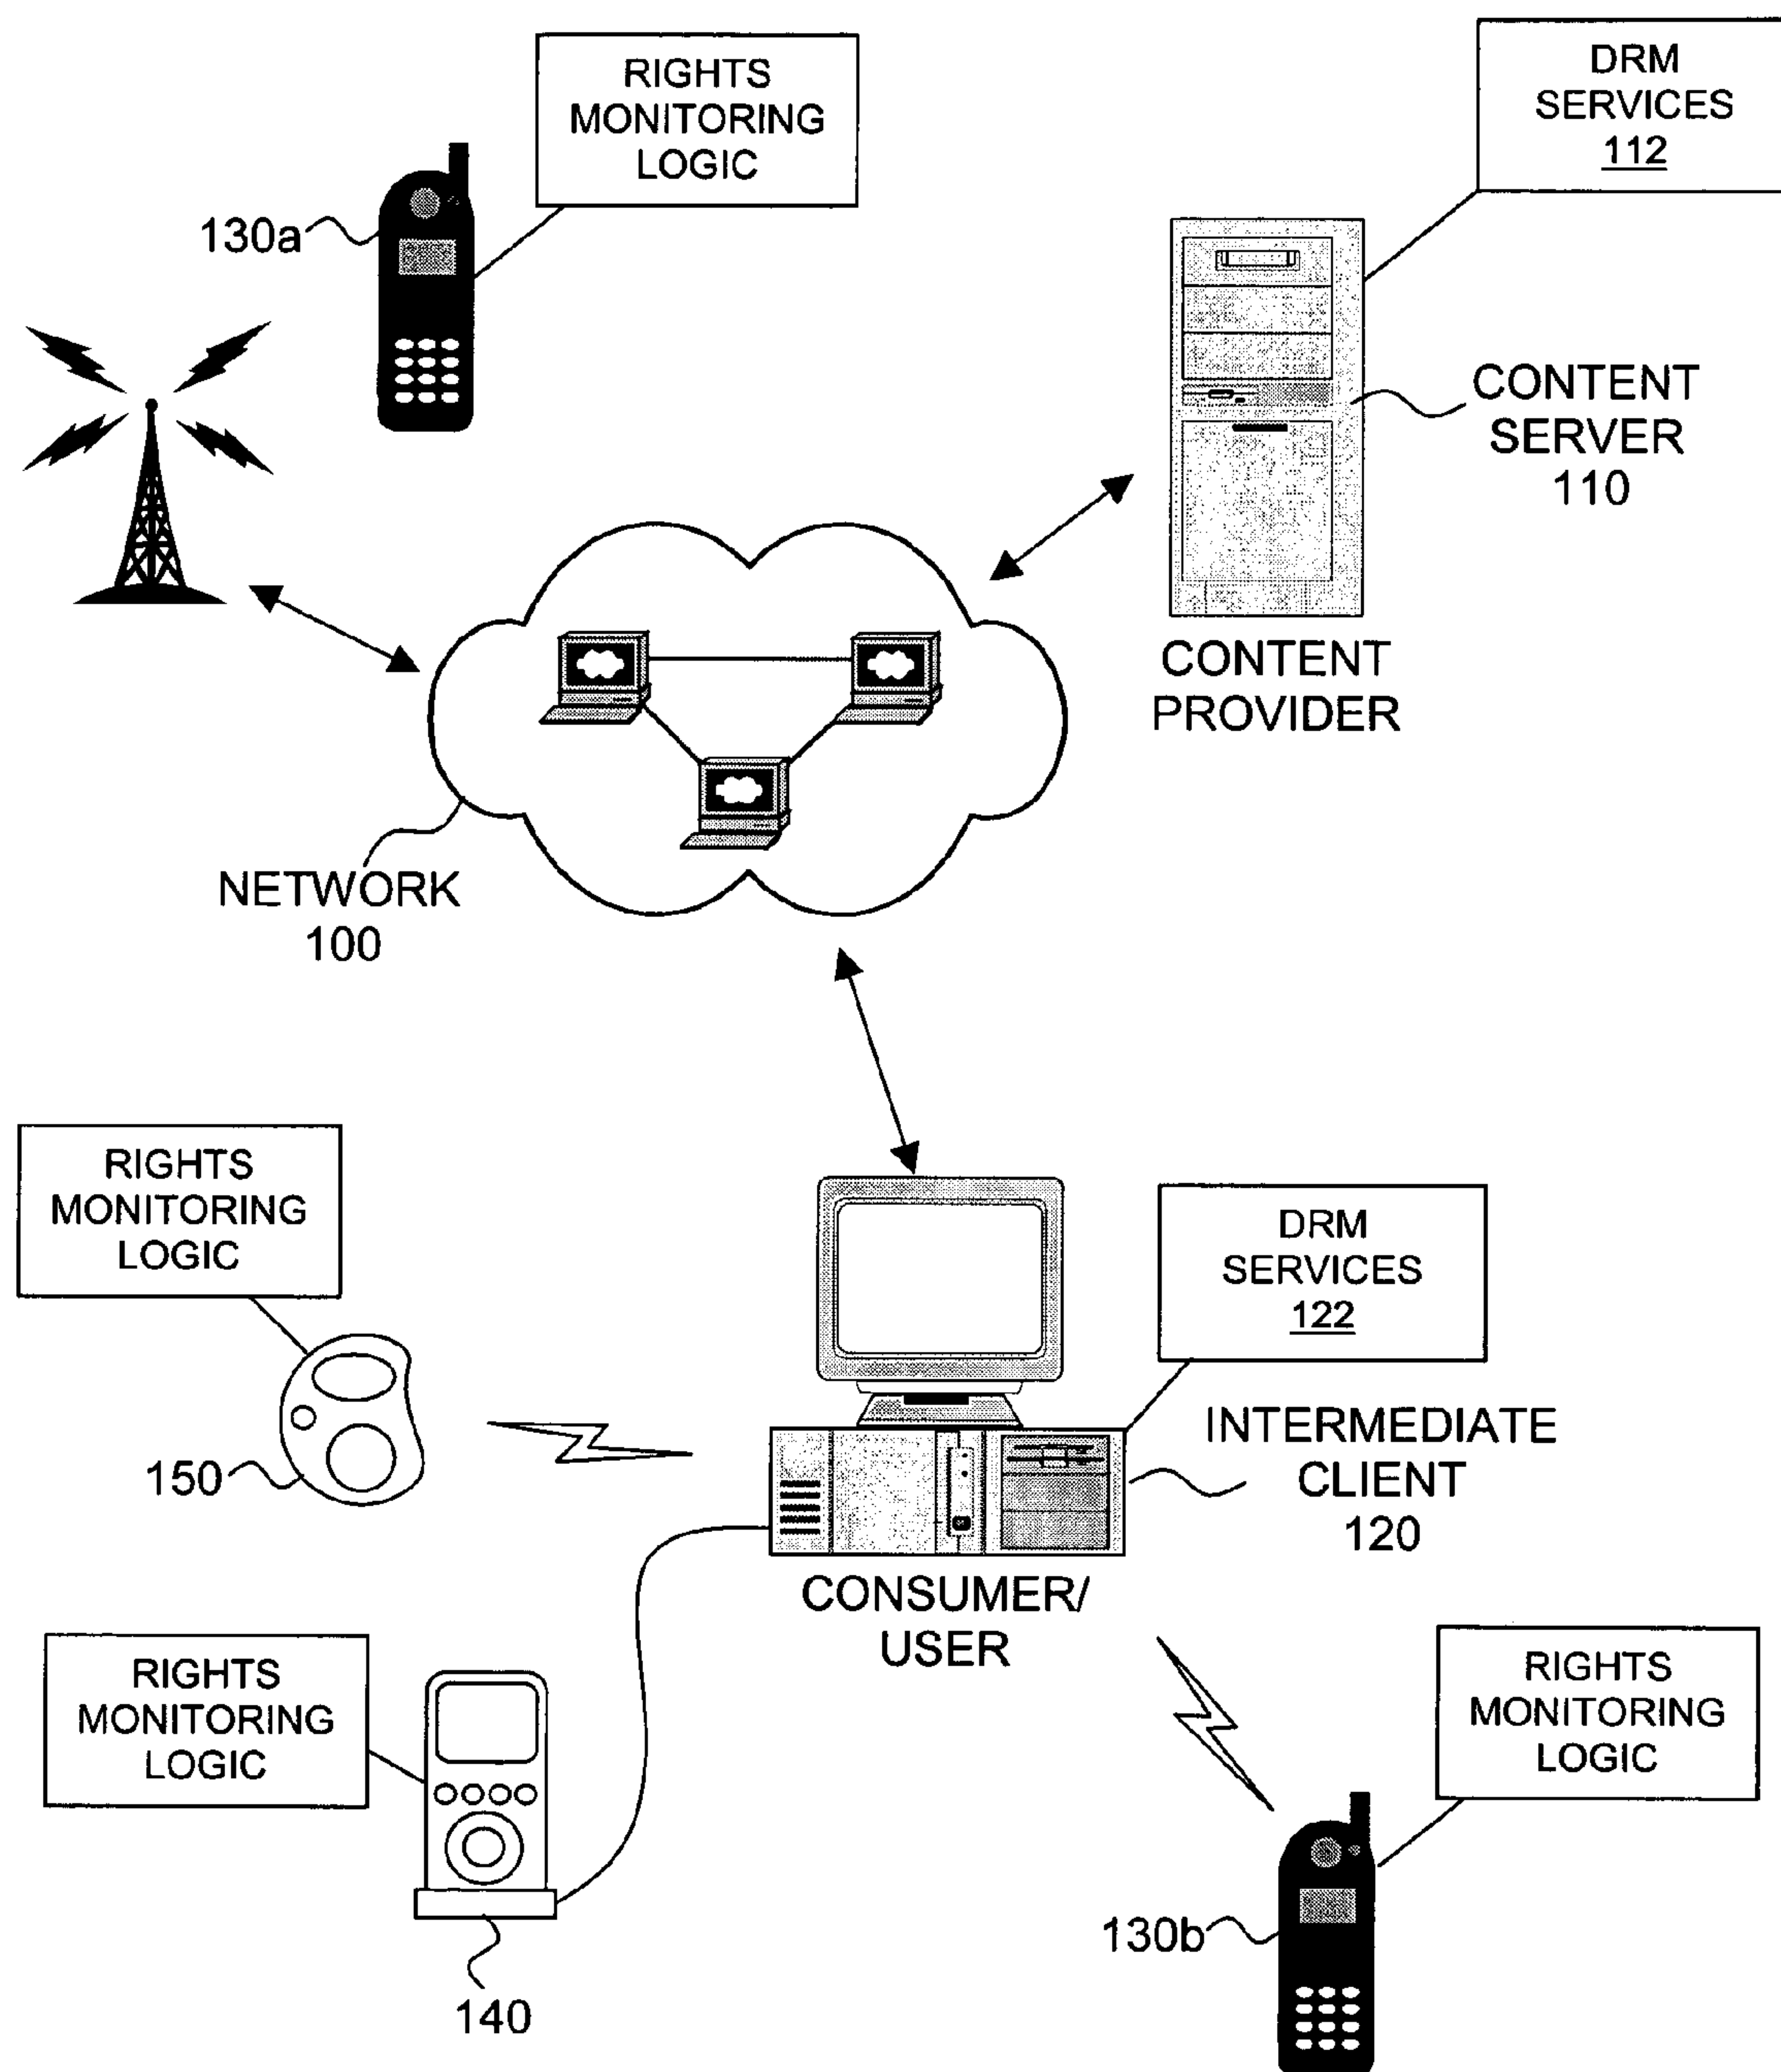 RIGHTS
MONITORING
LOGIC
DRM
SERVICES
112
130a
CONTENT
SERVER
110
CONTENT
PROVIDER
NETWORK
100
RIGHTS
MONITORING
LOGIC
DRM
SERVICES
122
150
INTERMEDIATE
CLIENT
120
CONSUMER/
USER
RIGHTS
MONITORING
LOGIC
RIGHTS
MONITORING
LOGIC
130b
140